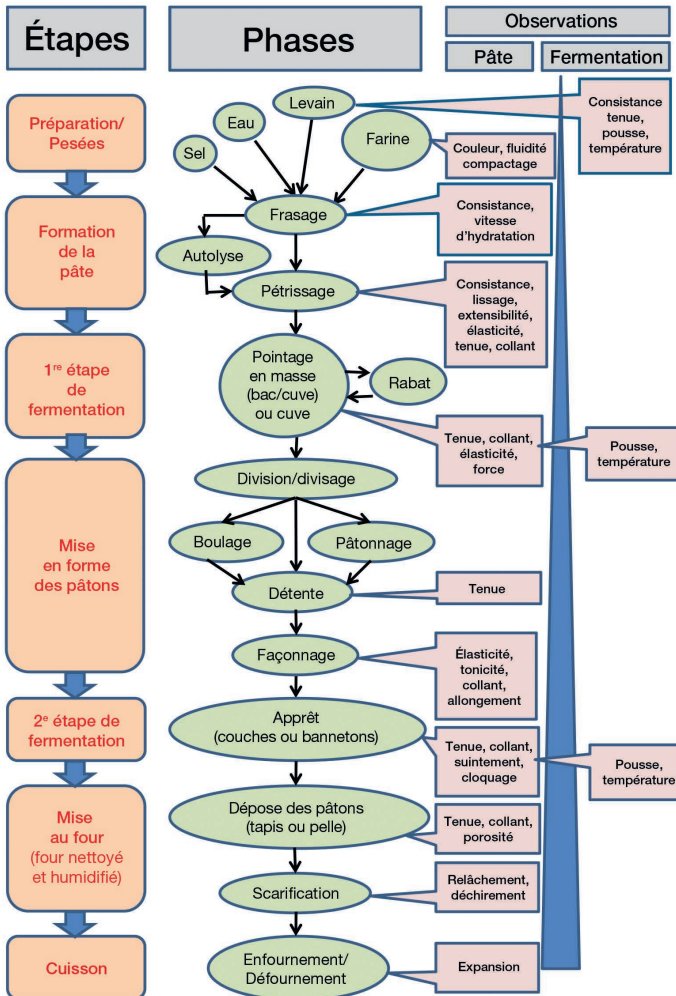 Étapes
Phases
Observations
Pâte
Fermentation
Préparation/
Pesées
Sel
Eau
Levain
Farine
Consistance
tenue,
pousse,
température
Couleur, fluidité
compactage
Formation
de la
pâte
Frasage
Consistance,
vitesse
d'hydratation
Autolyse
Pétrissage
Consistance,
lissage,
extensibilité,
élasticité,
tenue, collant
1re étape
de
fermentation
Pointage
en masse
(bac/cuve)
ou cuve
Rabat
Tenue, collant,
élasticité,
force
Pousse,
température
Mise
en forme
des pâtons
Division/divisage
Boulage
Pâtonnage
Détente
Tenue
Façonnage
Élasticité,
tonicité,
collant,
allongement
2e étape de
fermentation
Apprêt
(couches ou bannetons)
Tenue, collant,
suintement,
cloquage
Pousse,
température
Mise
au four
(four nettoyé
et humidifié)
Dépose des pâtons
(tapis ou pelle)
Tenue, collant,
porosité
Scarification
Relâchement,
déchirement
Cuisson
Enfournement/
Défournement
Expansion